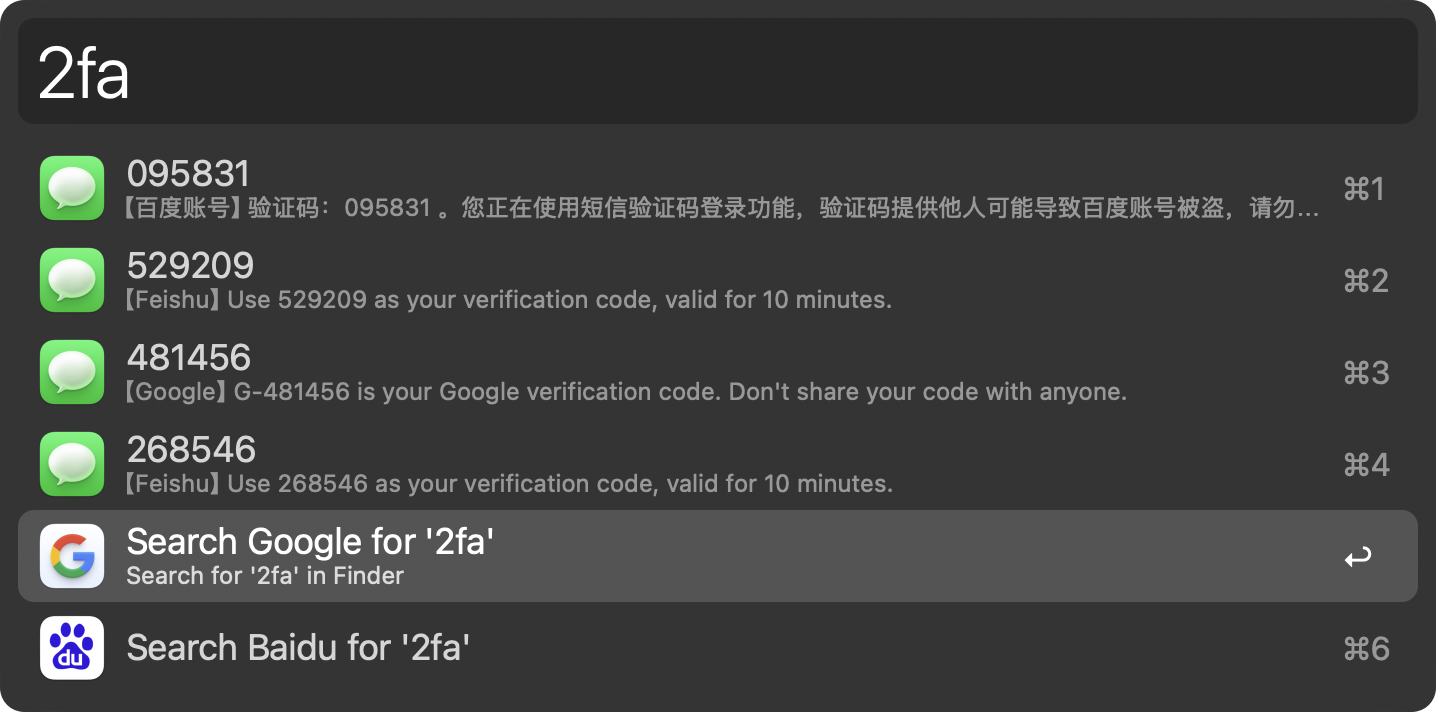 2fa
095831
【百度账号】验证码：095831 。您正在使用短信验证码登录功能，验证码提供他人可能导致百度账号被盗，请勿...
⌘1
529209
【Feishu】Use 529209 as your verification code, valid for 10 minutes.
⌘2
481456
【Google】G-481456 is your Google verification code. Don't share your code with anyone.
⌘3
268546
【Feishu】Use 268546 as your verification code, valid for 10 minutes.
⌘4
Search Google for '2fa'
Search for '2fa' in Finder
du
Search Baidu for '2fa'
⌘6